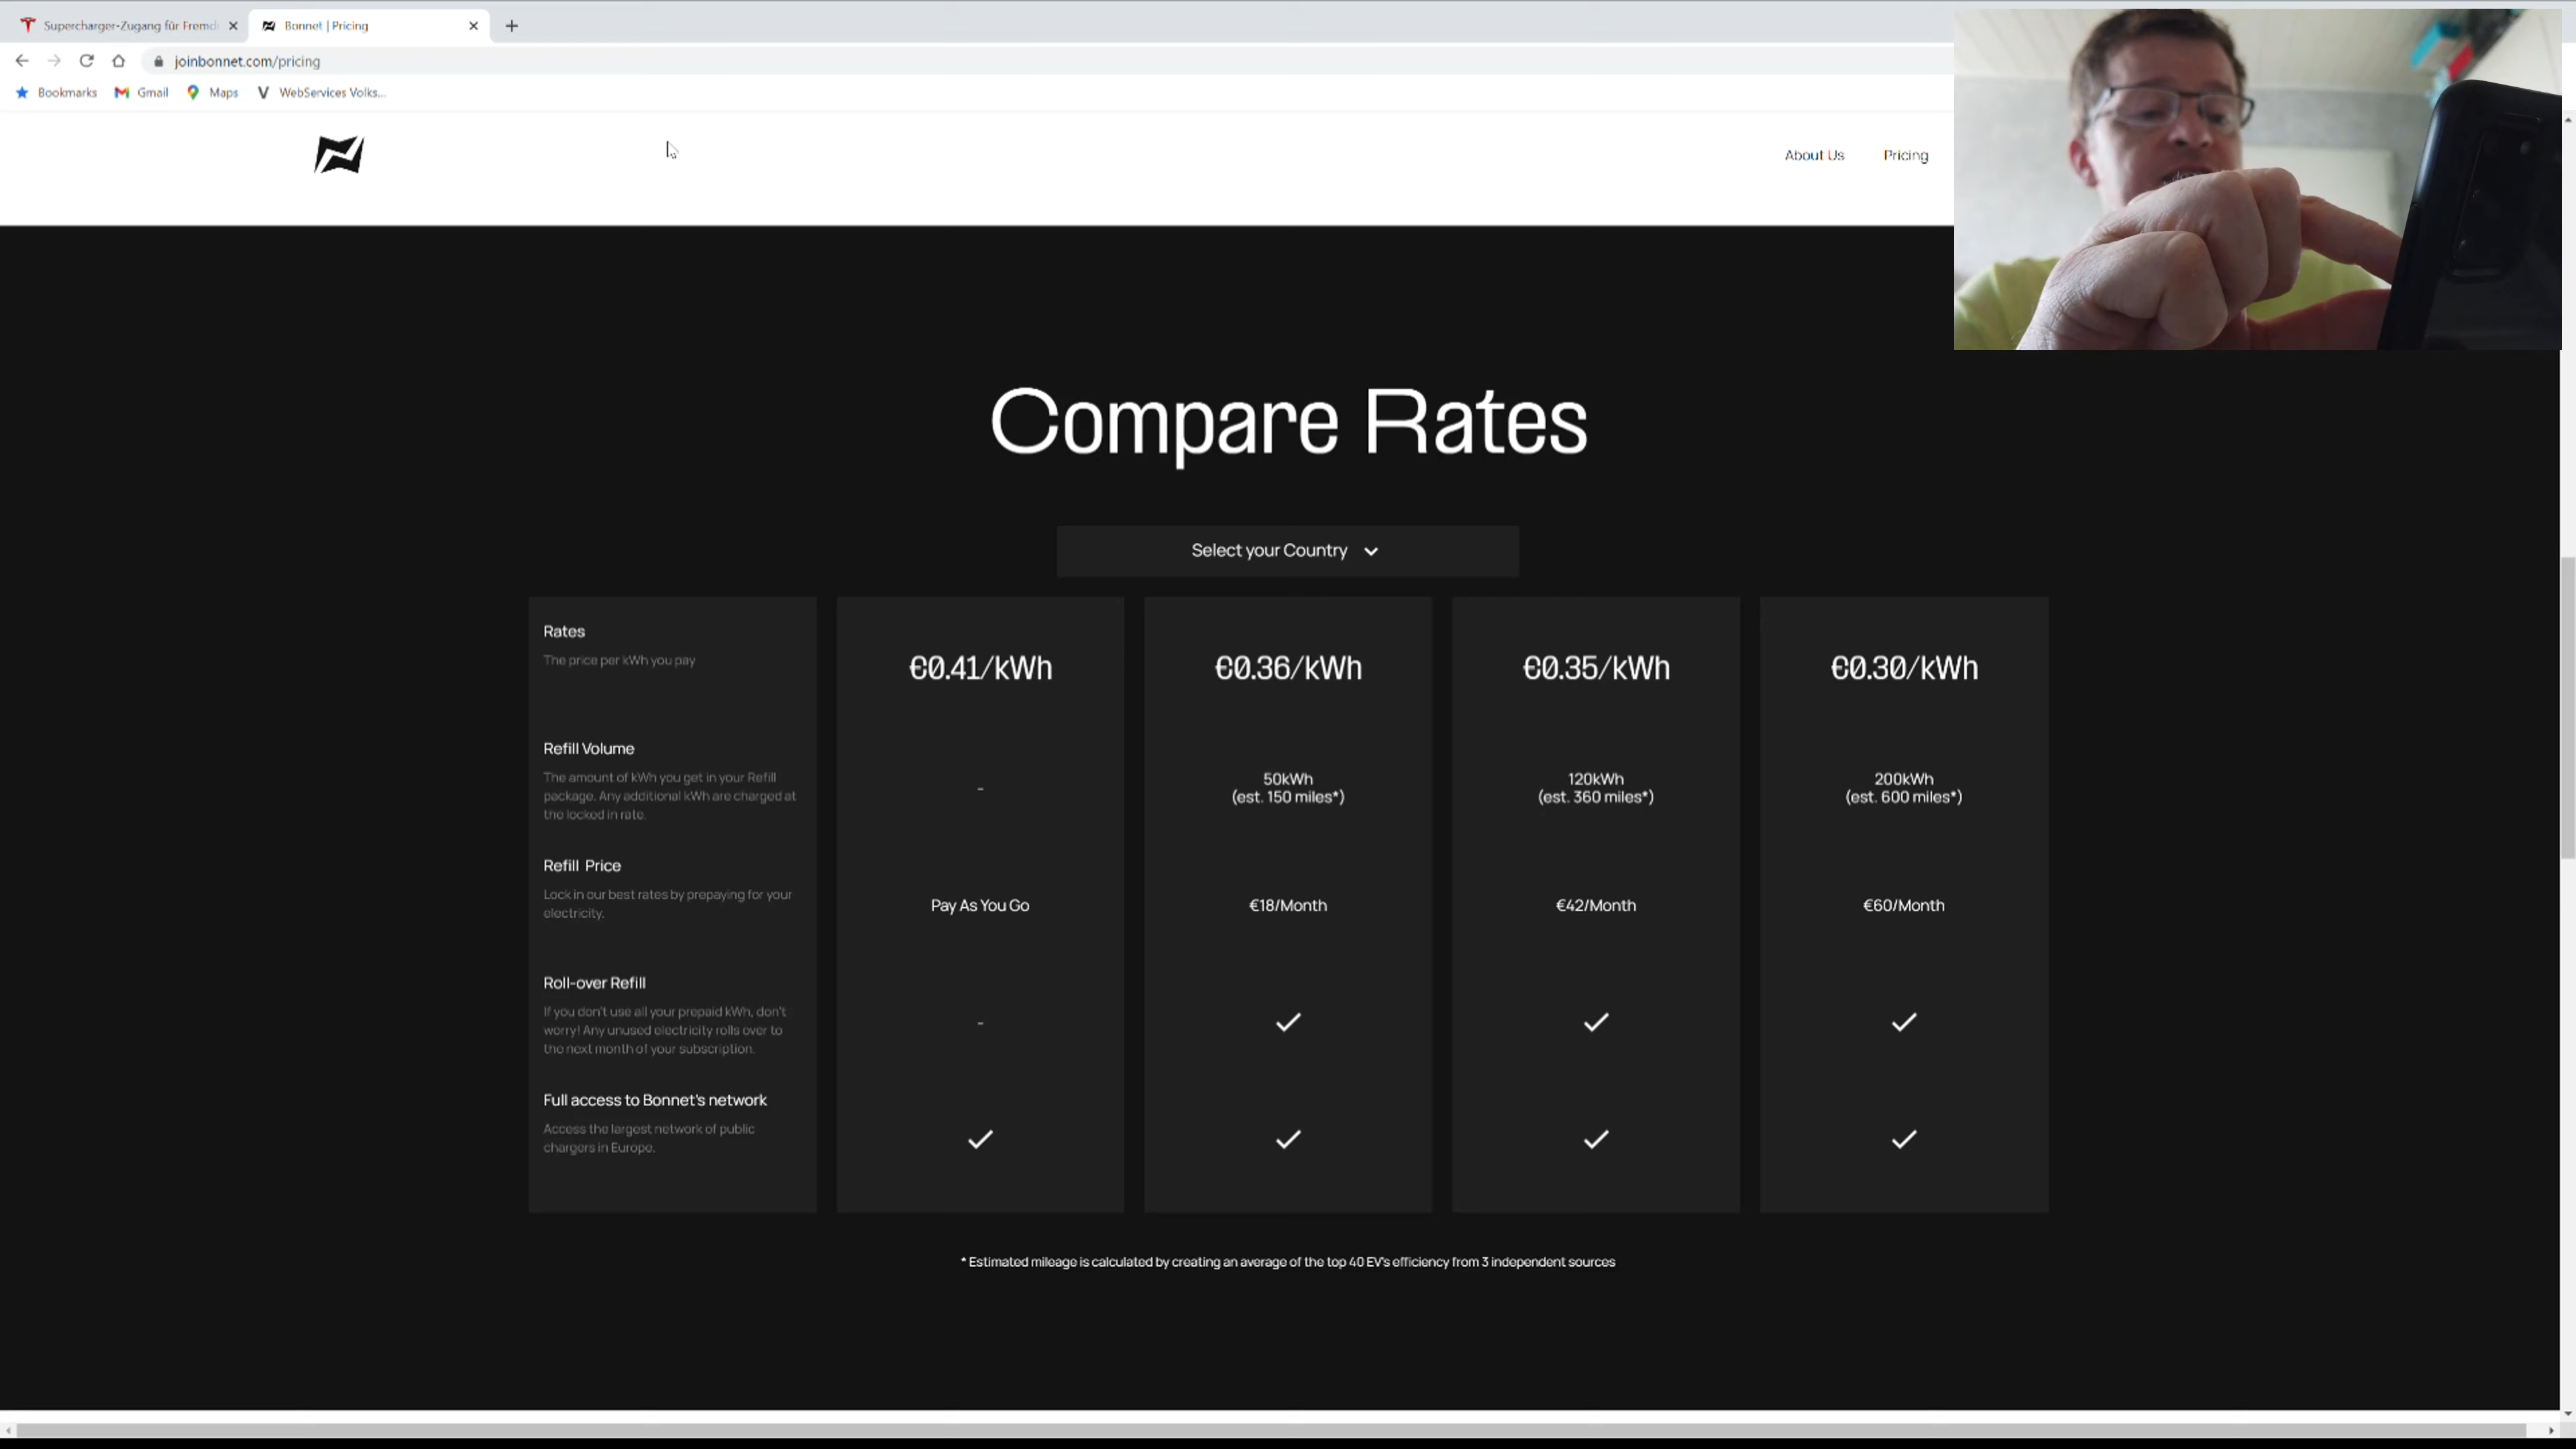 Supercharger-Zugang für Fremd
Bonnet | Pricing
joinbonnet.com/pricing
Bookmarks
Gmail
Maps
WebServices Volks...
About Us
Pricing
Compare Rates
Select your Country
Rates
The price per kWh you pay
€0.41/kWh
€0.36/kWh
€0.35/kWh
€0.30/kWh
Refill Volume
The amount of kWh you get in your Refill
package. Any additional kWh are charged at
the locked in rate.
-
50kWh
(est. 150 miles*)
120kWh
(est. 360 miles*)
200kWh
(est. 600 miles*)
Refill Price
Lock in our best rates by prepaying for your
electricity.
Pay As You Go
€18/Month
€42/Month
€60/Month
Roll-over Refill
If you don't use all your prepaid kWh, don't
worry! Any unused electricity rolls over to
the next month of your subscription.
-
Full access to Bonnet's network
Access the largest network of public
chargers in Europe.
* Estimated mileage is calculated by creating an average of the top 40 EV's efficiency from 3 independent sources